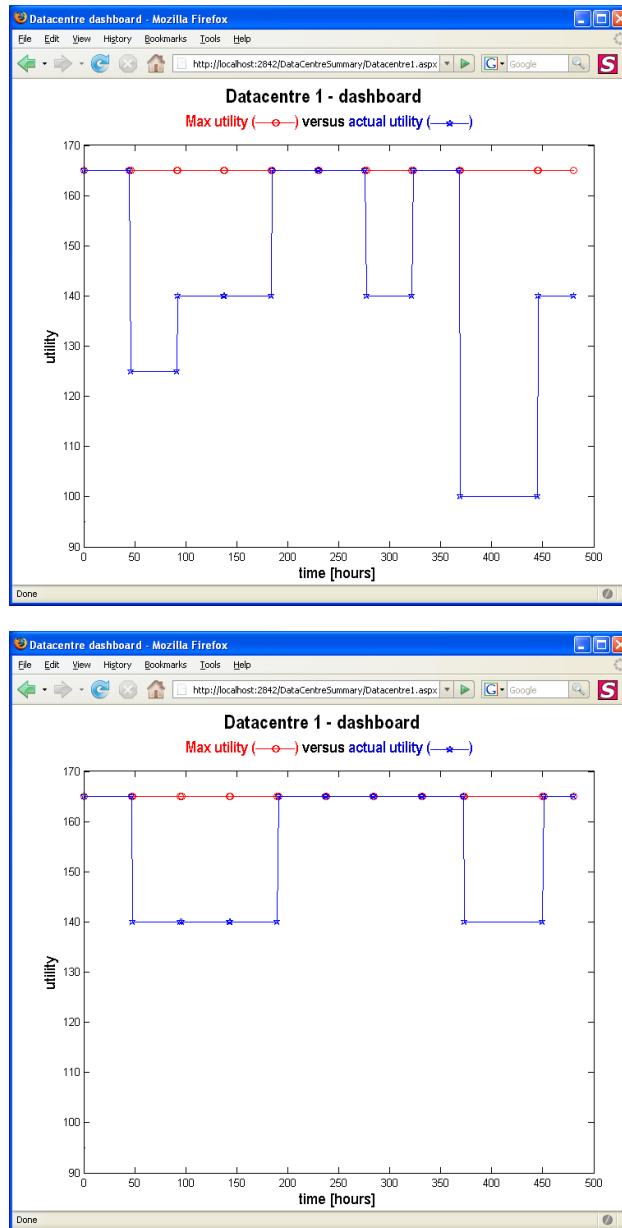 Datacentre dashboard - Mozilla Firefox
File Edit View History Bookmarks Tools Help
http://localhost:2842/DataCentreSummary/Datacentre1.aspx G Google S
Datacentre 1 - dashboard
Max utility ( ) versus actual utility ( )
170
160
150
140
130
120
110
100
90
utility
0 50 100 150 200 250 300 350 400 450 500
time [hours]
Done
Datacentre dashboard - Mozilla Firefox
File Edit View History Bookmarks Tools Help
http://localhost:2842/DataCentreSummary/Datacentre1.aspx G Google S
Datacentre 1 - dashboard
Max utility ( ) versus actual utility ( )
170
160
150
140
130
120
110
100
90
utility
0 50 100 150 200 250 300 350 400 450 500
time [hours]
Done